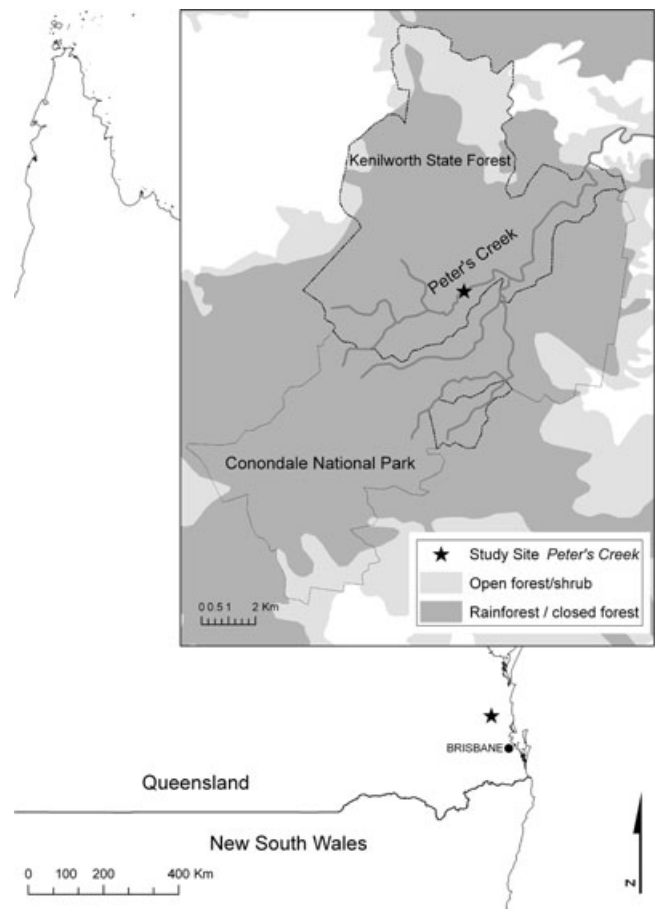 Kenilworth State Forest
Peter's Creek
Conondale National Park
Study Site Peter's Creek
Open forest/shrub
Rainforest / closed forest
0 0.5 1 2 Km
BRISBANE
Queensland
New South Wales
0 100 200 400 Km
N